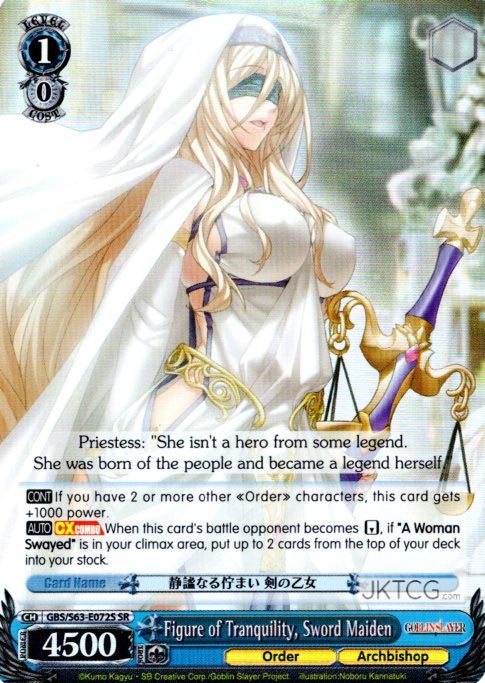 LEVEL
1
0
COST
Priestess: "She isn't a hero from some legend.
She was born of the people and became a legend herself."
CONT If you have 2 or more other «Order» characters, this card gets
+1000 power.
AUTO CX COMBO When this card's battle opponent becomes [ ], if "A Woman
Swayed" is in your climax area, put up to 2 cards from the top of your deck
into your stock.
Card Name 静謐なる佇まい 剣の乙女
JKTCG.com
CH GBS/S63-E072S SR
POWER 4500 Figure of Tranquility, Sword Maiden GOBLIN SLAYER
SOUL Order Archbishop
©Kumo Kagyu・SB Creative Corp./Goblin Slayer Project. Illustration:Noboru Kannatuki